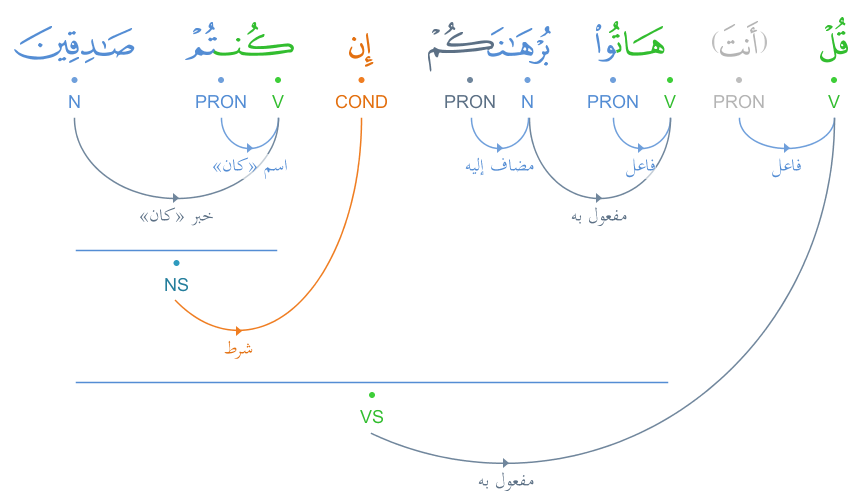 قُلْ (أَنتَ) هَاتُوا۟ بُرْهَـٰنَكُمْ إِن كُنتُمْ صَـٰدِقِينَ
V PRON V PRON N PRON COND V PRON N
فاعل فاعل مضاف إليه اسم «كان»
مفعول به خبر «كان»
NS
شرط
VS
مفعول به